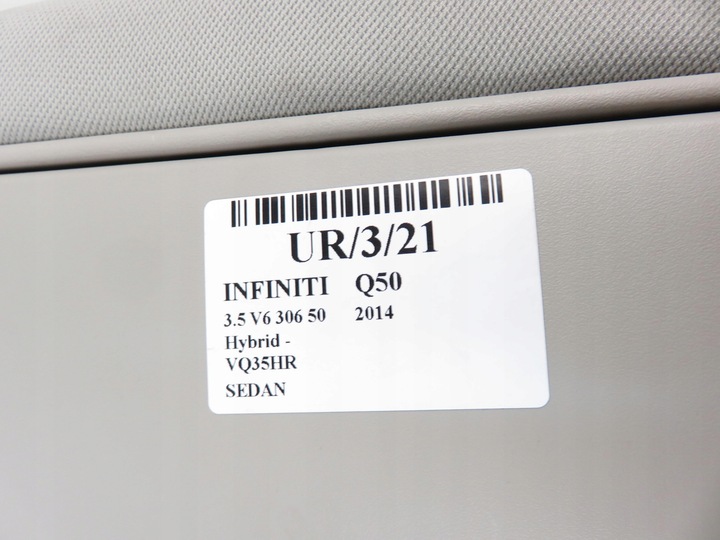 UR/3/21
INFINITI Q50
3.5 V6 306 50 2014
Hybrid -
VQ35HR
SEDAN